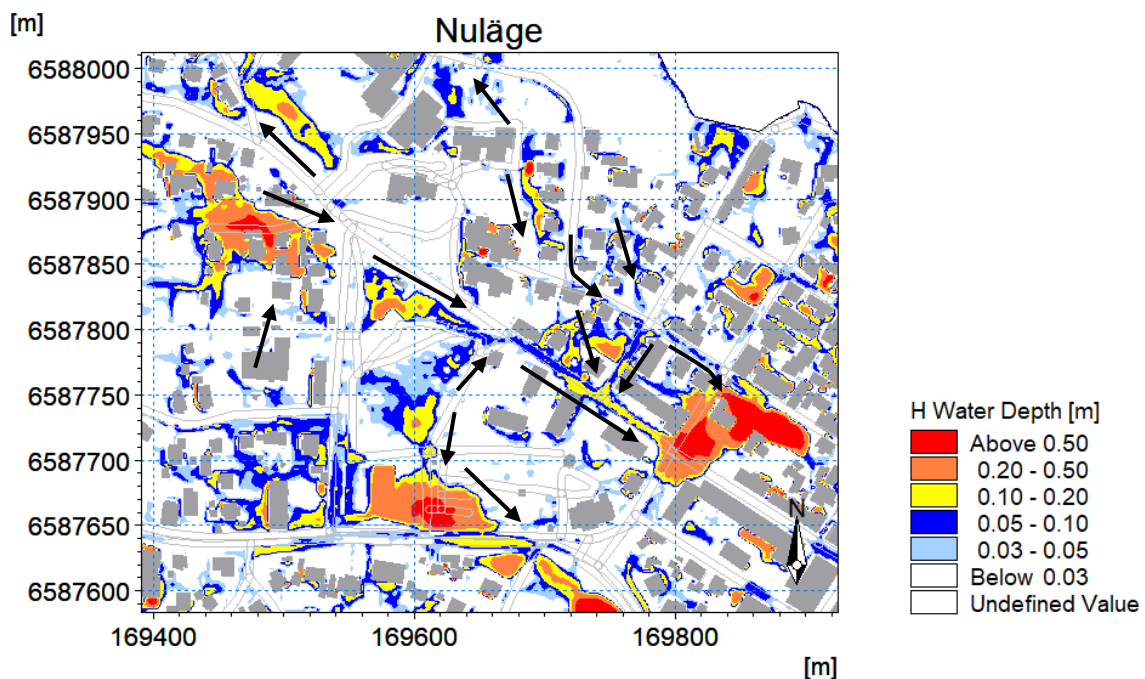 [m]
Nuläge
6588000
6587950
6587900
6587850
6587800
6587750
6587700
6587650
6587600
169400 169600 169800
[m]
N
H Water Depth [m]
Above 0.50
0.20 - 0.50
0.10 - 0.20
0.05 - 0.10
0.03 - 0.05
Below 0.03
Undefined Value